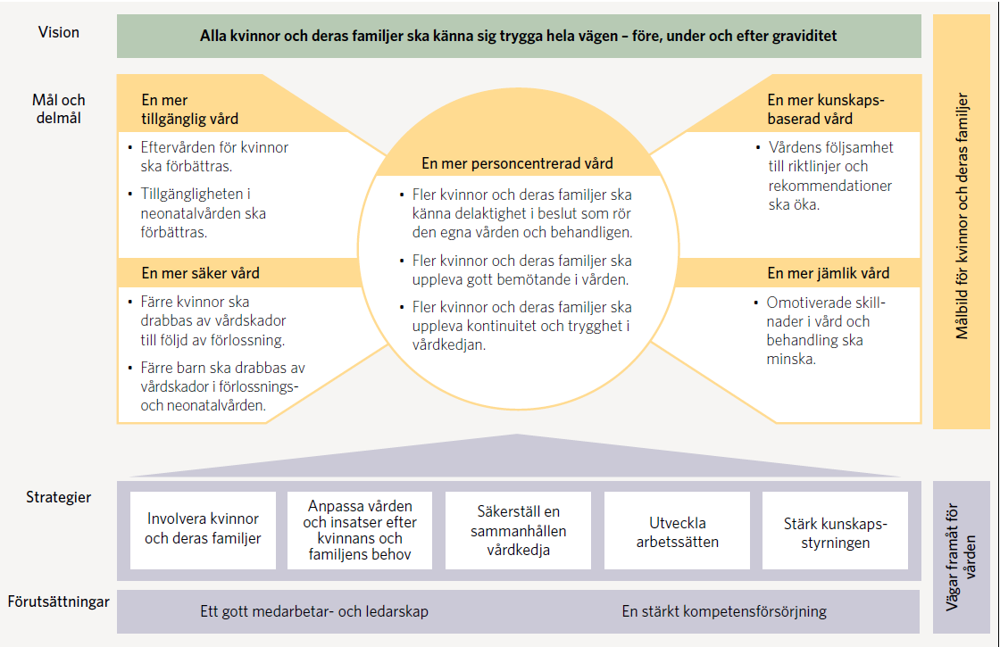 Vision
Alla kvinnor och deras familjer ska känna sig trygga hela vägen – före, under och efter graviditet
Mål och
delmål
En mer
tillgänglig vård
• Eftervården för kvinnor
ska förbättras.
• Tillgängligheten i
neonatalvården ska
förbättras.
En mer säker vård
• Färre kvinnor ska
drabbas av vårdskador
till följd av förlossning.
• Färre barn ska drabbas av
vårdskador i förlossnings-
och neonatalvården.
En mer personcentrerad vård
• Fler kvinnor och deras familjer ska
känna delaktighet i beslut som rör
den egna vården och behandligen.
• Fler kvinnor och deras familjer ska
uppleva gott bemötande i vården.
• Fler kvinnor och deras familjer ska
uppleva kontinuitet och trygghet i
vårdkedjan.
En mer kunskaps-
baserad vård
• Vårdens följsamhet
till riktlinjer och
rekommendationer
ska öka.
En mer jämlik vård
• Omotiverade skill-
nader i vård och
behandling ska
minska.
Målbild för kvinnor och deras familjer
Strategier
Involvera kvinnor
och deras familjer
Anpassa vården
och insatser efter
kvinnans och
familjens behov
Säkerställ en
sammanhållen
vårdkedja
Utveckla
arbetssätten
Stärk kunskaps-
styrningen
Förutsättningar
Ett gott medarbetar- och ledarskap
En stärkt kompetensförsörjning
Vägar framåt för
vården